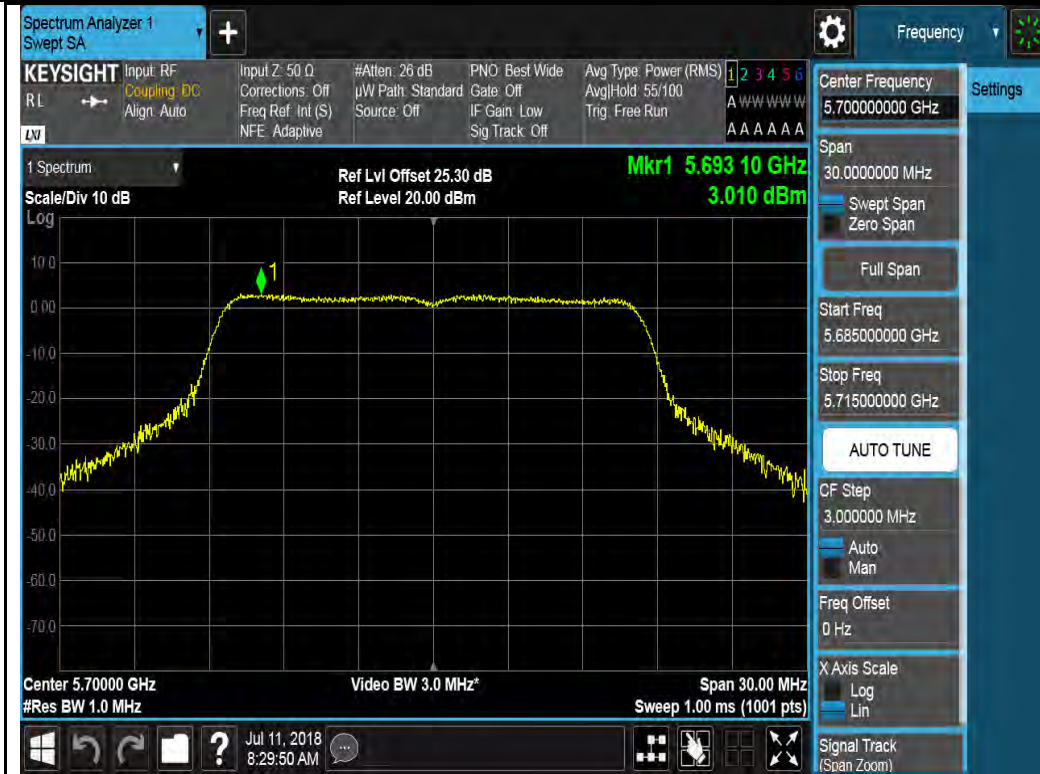 Spectrum Analyzer 1
Swept SA
+
Frequency
KEYSIGHT
RL
LXI
Input: RF
Coupling: DC
Align: Auto
Input Z: 50 Ω
Corrections: Off
Freq Ref: Int (S)
NFE: Adaptive
#Atten: 26 dB
µW Path: Standard
Source: Off
PNO: Best Wide
Gate: Off
IF Gain: Low
Sig Track: Off
Avg Type: Power (RMS)
Avg|Hold: 55/100
Trig: Free Run
1 2 3 4 5 6
A W W W W W
A A A A A A
1 Spectrum
Scale/Div 10 dB
Ref Lvl Offset 25.30 dB
Ref Level 20.00 dBm
Mkr1 5.693 10 GHz
3.010 dBm
Log
1
10.0
0.00
-10.0
-20.0
-30.0
-40.0
-60.0
-70.0
Center 5.70000 GHz
#Res BW 1.0 MHz
Video BW 3.0 MHz*
Span 30.00 MHz
Sweep 1.00 ms (1001 pts)
?
Jul 11, 2018
8:29:50 AM
Center Frequency
5.700000000 GHz
Settings
Span
30.0000000 MHz
Swept Span
Zero Span
Full Span
Start Freq
5.685000000 GHz
Stop Freq
5.715000000 GHz
AUTO TUNE
CF Step
3.000000 MHz
Auto
Man
Freq Offset
0 Hz
X Axis Scale
Log
Lin
Signal Track
(Span Zoom)